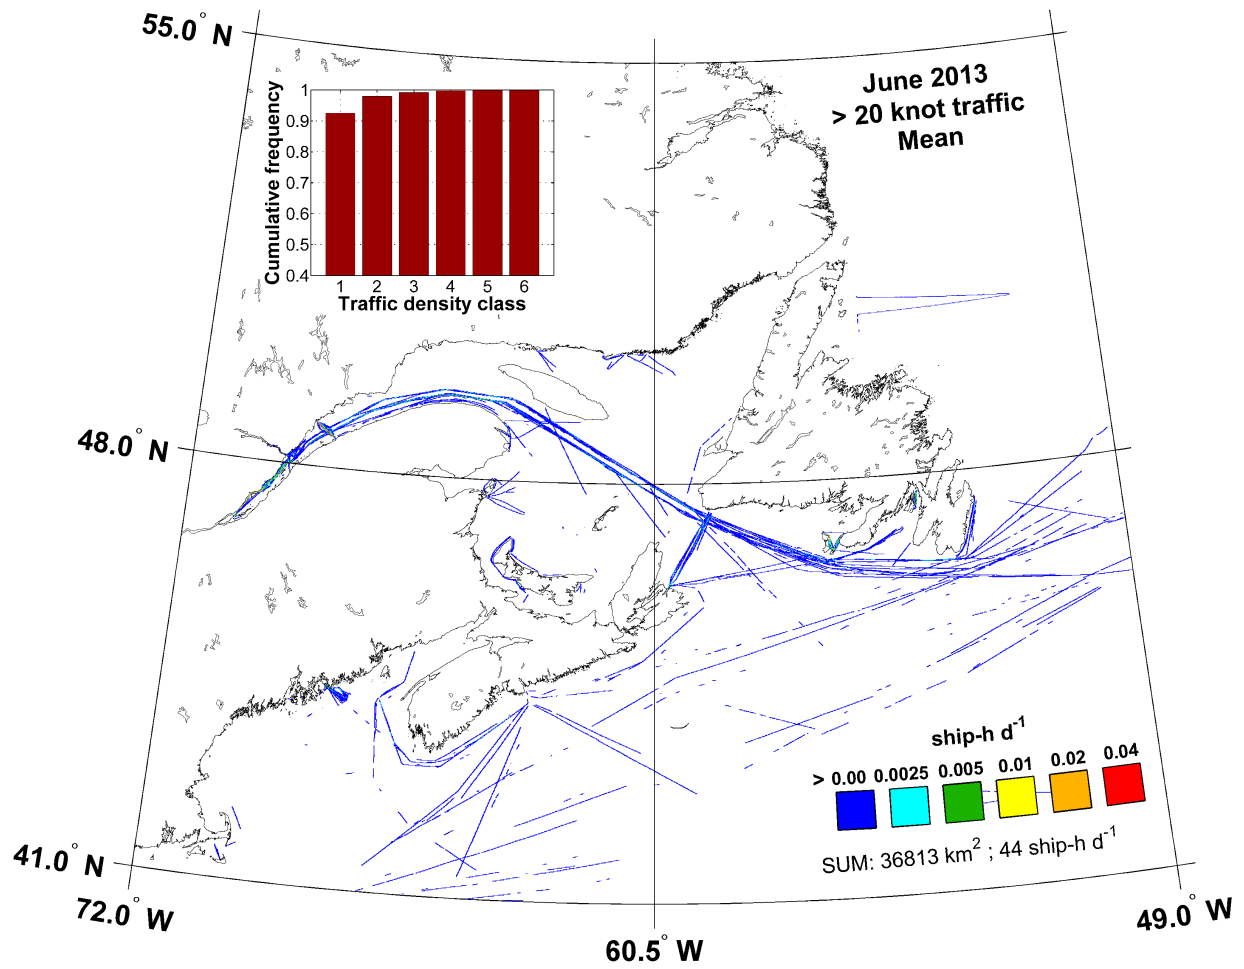 55.0° N
June 2013
> 20 knot traffic
Mean
Cumulative frequency
1
0.9
0.8
0.7
0.6
0.5
0.4
1 2 3 4 5 6
Traffic density class
48.0° N
ship-h d-1
> 0.00 0.0025 0.005 0.01 0.02 0.04
SUM: 36813 km2 ; 44 ship-h d-1
41.0° N
72.0° W
60.5° W
49.0° W